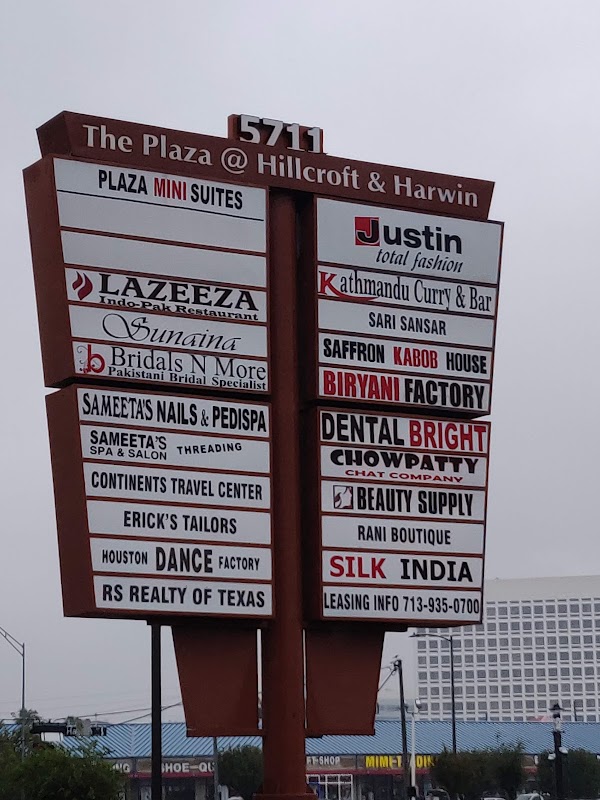 5711
The Plaza @ Hillcroft & Harwin
PLAZA MINI SUITES
LAZEEZA
Indo-Pak Restaurant
Sunaina
b Bridals N More
Pakistani Bridal Specialist
SAMEETA'S NAILS & PEDISPA
SAMEETA'S
SPA & SALON THREADING
CONTINENTS TRAVEL CENTER
ERICK'S TAILORS
HOUSTON DANCE FACTORY
RS REALTY OF TEXAS
Justin
total fashion
Kathmandu Curry & Bar
SARI SANSAR
SAFFRON KABOB HOUSE
BIRYANI FACTORY
DENTAL BRIGHT
CHOWPATTY
CHAT COMPANY
BEAUTY SUPPLY
RANI BOUTIQUE
SILK INDIA
LEASING INFO 713-935-0700
SHOE
SHOP
MIMI